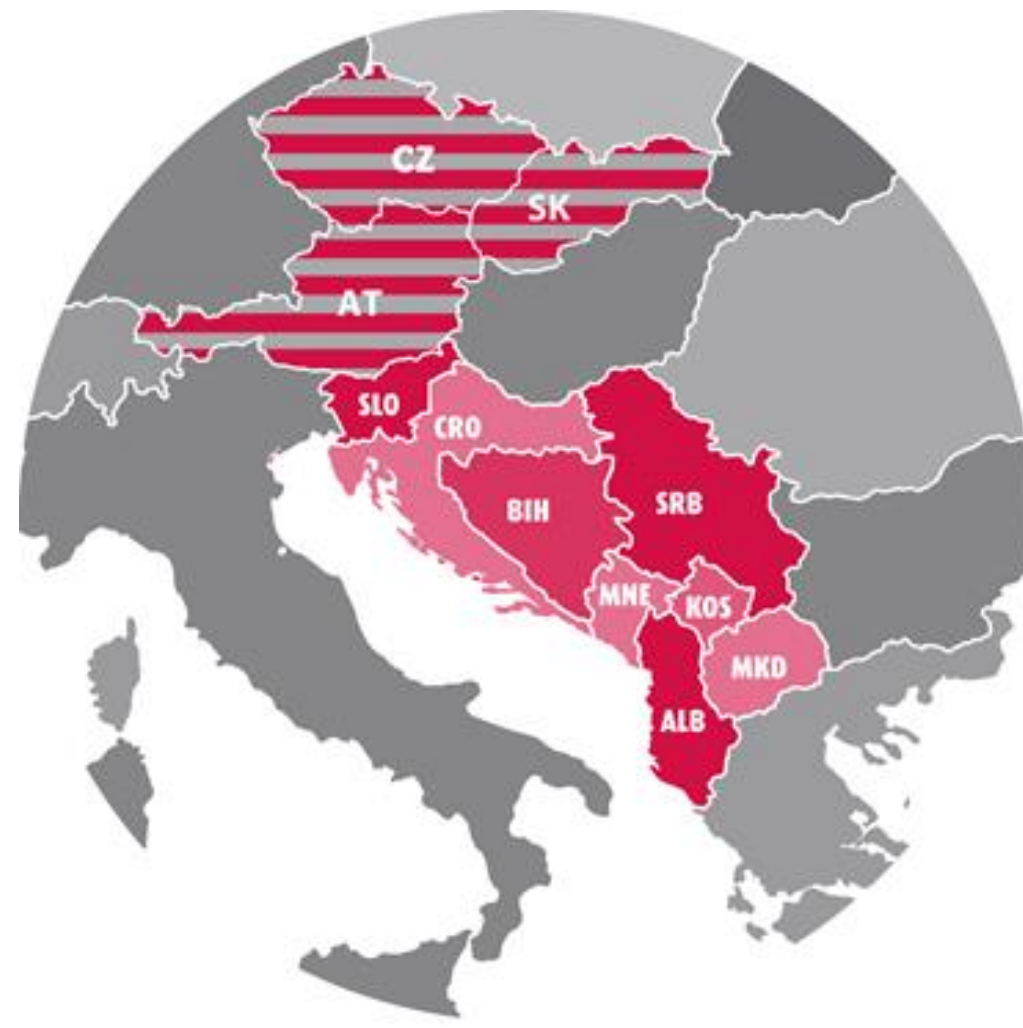 CZ
SK
AT
SLO
CRO
BIH
SRB
MNE
KOS
MKD
ALB